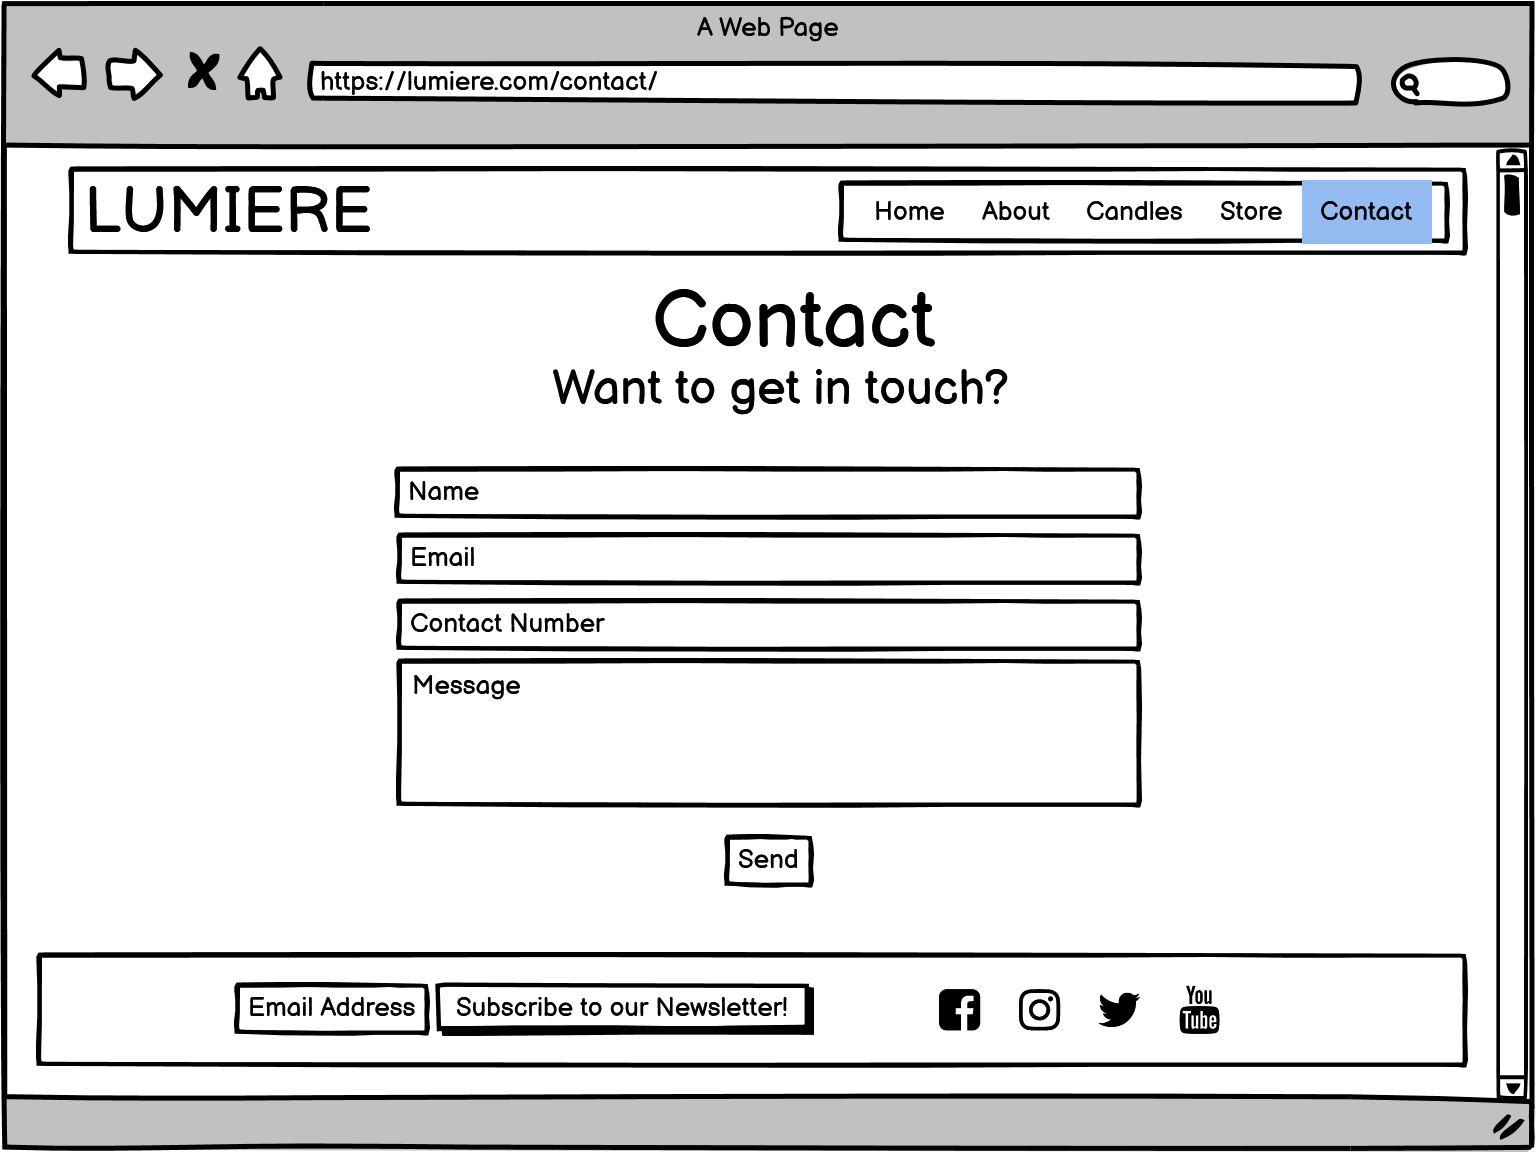 A Web Page
https://lumiere.com/contact/
LUMIERE
Home About Candles Store Contact
Contact
Want to get in touch?
Name
Email
Contact Number
Message
Send
Email Address Subscribe to our Newsletter!
You
Tube